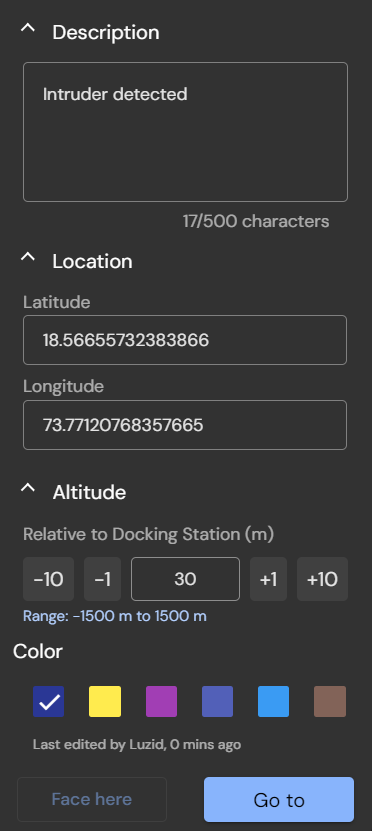 Description
Intruder detected
17/500 characters
Location
Latitude
18.56655732383866
Longitude
73.77120768357665
Altitude
Relative to Docking Station (m)
-10 -1 30 +1 +10
Range: -1500 m to 1500 m
Color
Last edited by Luzid, 0 mins ago
Face here Go to